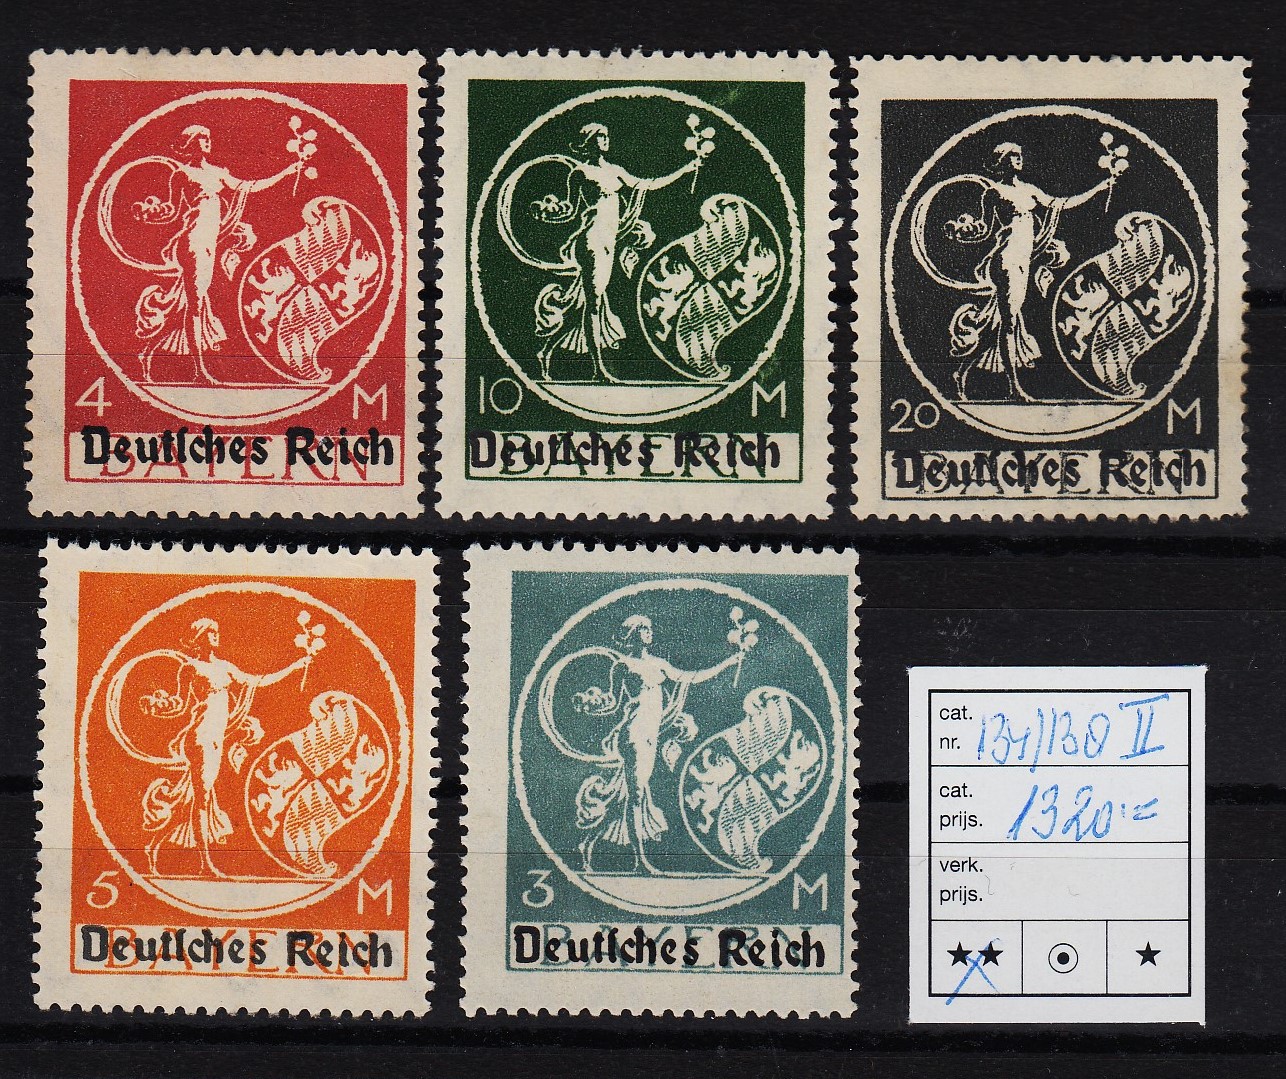 4 M
BAYERN
Deutſches Reich
10 M
BAYERN
Deutſches Reich
20 M
BAYERN
Deutſches Reich
5 M
BAYERN
Deutſches Reich
3 M
BAYERN
Deutſches Reich
cat.
nr. 134/138 II
cat.
prijs. 1320:=
verk.
prijs.
★★ ★